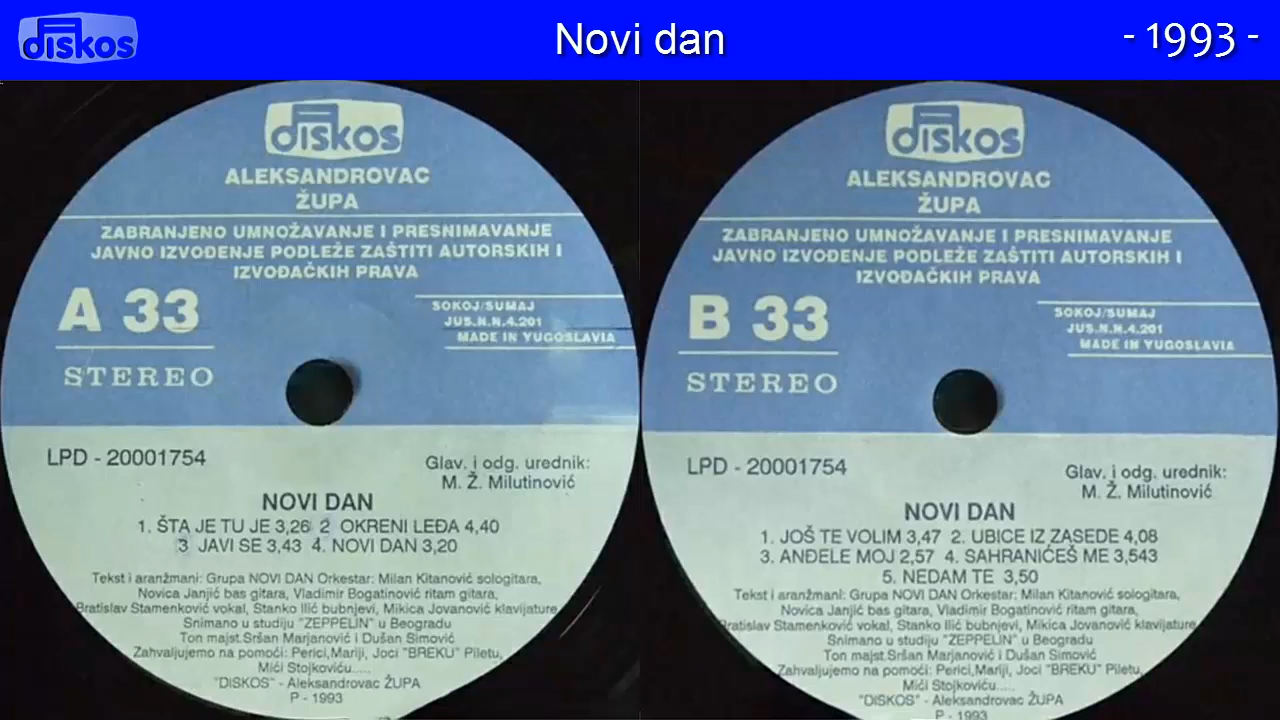 diskos
Novi dan
- 1993 -
diskos
ALEKSANDROVAC
ŽUPA
ZABRANJENO UMNOŽAVANJE I PRESNIMAVANJE
JAVNO IZVOĐENJE PODLEŽE ZAŠTITI AUTORSKIH I
IZVOĐAČKIH PRAVA
A 33
SOKOJ/SUMAJ
JUS.N.N.4.201
MADE IN YUGOSLAVIA
STEREO
LPD - 20001754
Glav. i odg. urednik:
M. Ž. Milutinović
NOVI DAN
1. ŠTA JE TU JE 3,26 2 OKRENI LEĐA 4,40
3 JAVI SE 3,43 4. NOVI DAN 3,20
Tekst i aranžmani: Grupa NOVI DAN Orkestar: Milan Kitanović sologitara,
Novica Janjić bas gitara, Vladimir Bogatinović ritam gitara,
Bratislav Stamenković vokal, Stanko Ilić bubnjevi, Mikica Jovanović klavijature
Snimano u studiju "ZEPPELIN" u Beogradu
Ton majst.Sršan Marjanović i Dušan Simović
Zahvaljujemo na pomoći: Perici,Mariji, Joci "BREKU" Piletu,
Mići Stojkoviću.....
"DISKOS" - Aleksandrovac ŽUPA
P - 1993
diskos
ALEKSANDROVAC
ŽUPA
ZABRANJENO UMNOŽAVANJE I PRESNIMAVANJE
JAVNO IZVOĐENJE PODLEŽE ZAŠTITI AUTORSKIH I
IZVOĐAČKIH PRAVA
B 33
SOKOJ/SUMAJ
JUS.N.N.4.201
MADE IN YUGOSLAVIA
STEREO
LPD - 20001754
Glav. i odg. urednik:
M. Ž. Milutinović
NOVI DAN
1. JOŠ TE VOLIM 3,47 2. UBICE IZ ZASEDE 4,08
3. ANĐELE MOJ 2,57 4. SAHRANIĆEŠ ME 3,543
5. NEDAM TE 3,50
Tekst i aranžmani: Grupa NOVI DAN Orkestar: Milan Kitanović sologitara,
Novica Janjić bas gitara, Vladimir Bogatinović ritam gitara,
Bratislav Stamenković vokal, Stanko Ilić bubnjevi, Mikica Jovanović klavijature
Snimano u studiju "ZEPPELIN" u Beogradu
Ton majst.Sršan Marjanović i Dušan Simović
Zahvaljujemo na pomoći: Perici,Mariji, Joci "BREKU" Piletu,
Mići Stojkoviću.....
"DISKOS" - Aleksandrovac ŽUPA
P - 1993